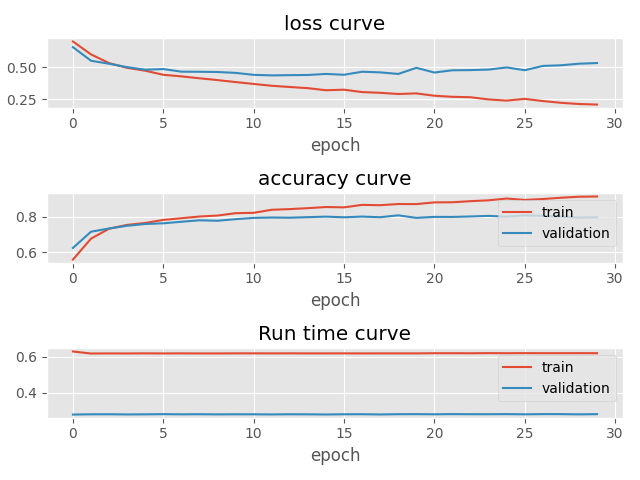 loss curve
0.50
0.25
0 5 10 15 20 25 30
epoch
accuracy curve
0.8
0.6
train
validation
0 5 10 15 20 25 30
epoch
Run time curve
0.6
0.4
train
validation
0 5 10 15 20 25 30
epoch